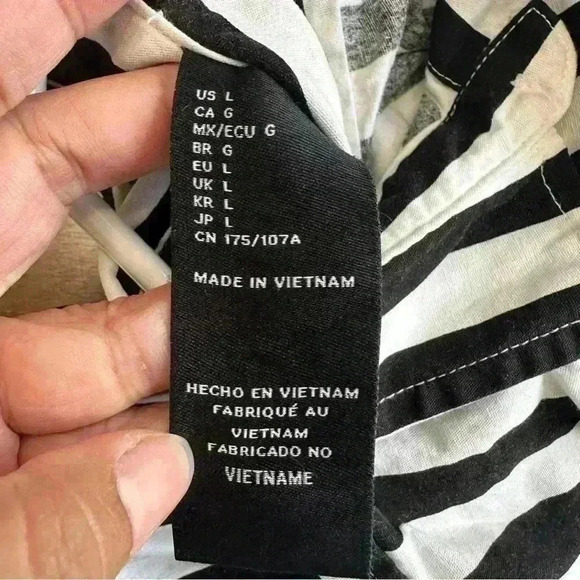 US L
CA G
MX/ECU G
BR G
EU L
UK L
KR L
JP L
CN 175/107A
MADE IN VIETNAM
HECHO EN VIETNAM
FABRIQUÉ AU
VIETNAM
FABRICADO NO
VIETNAME